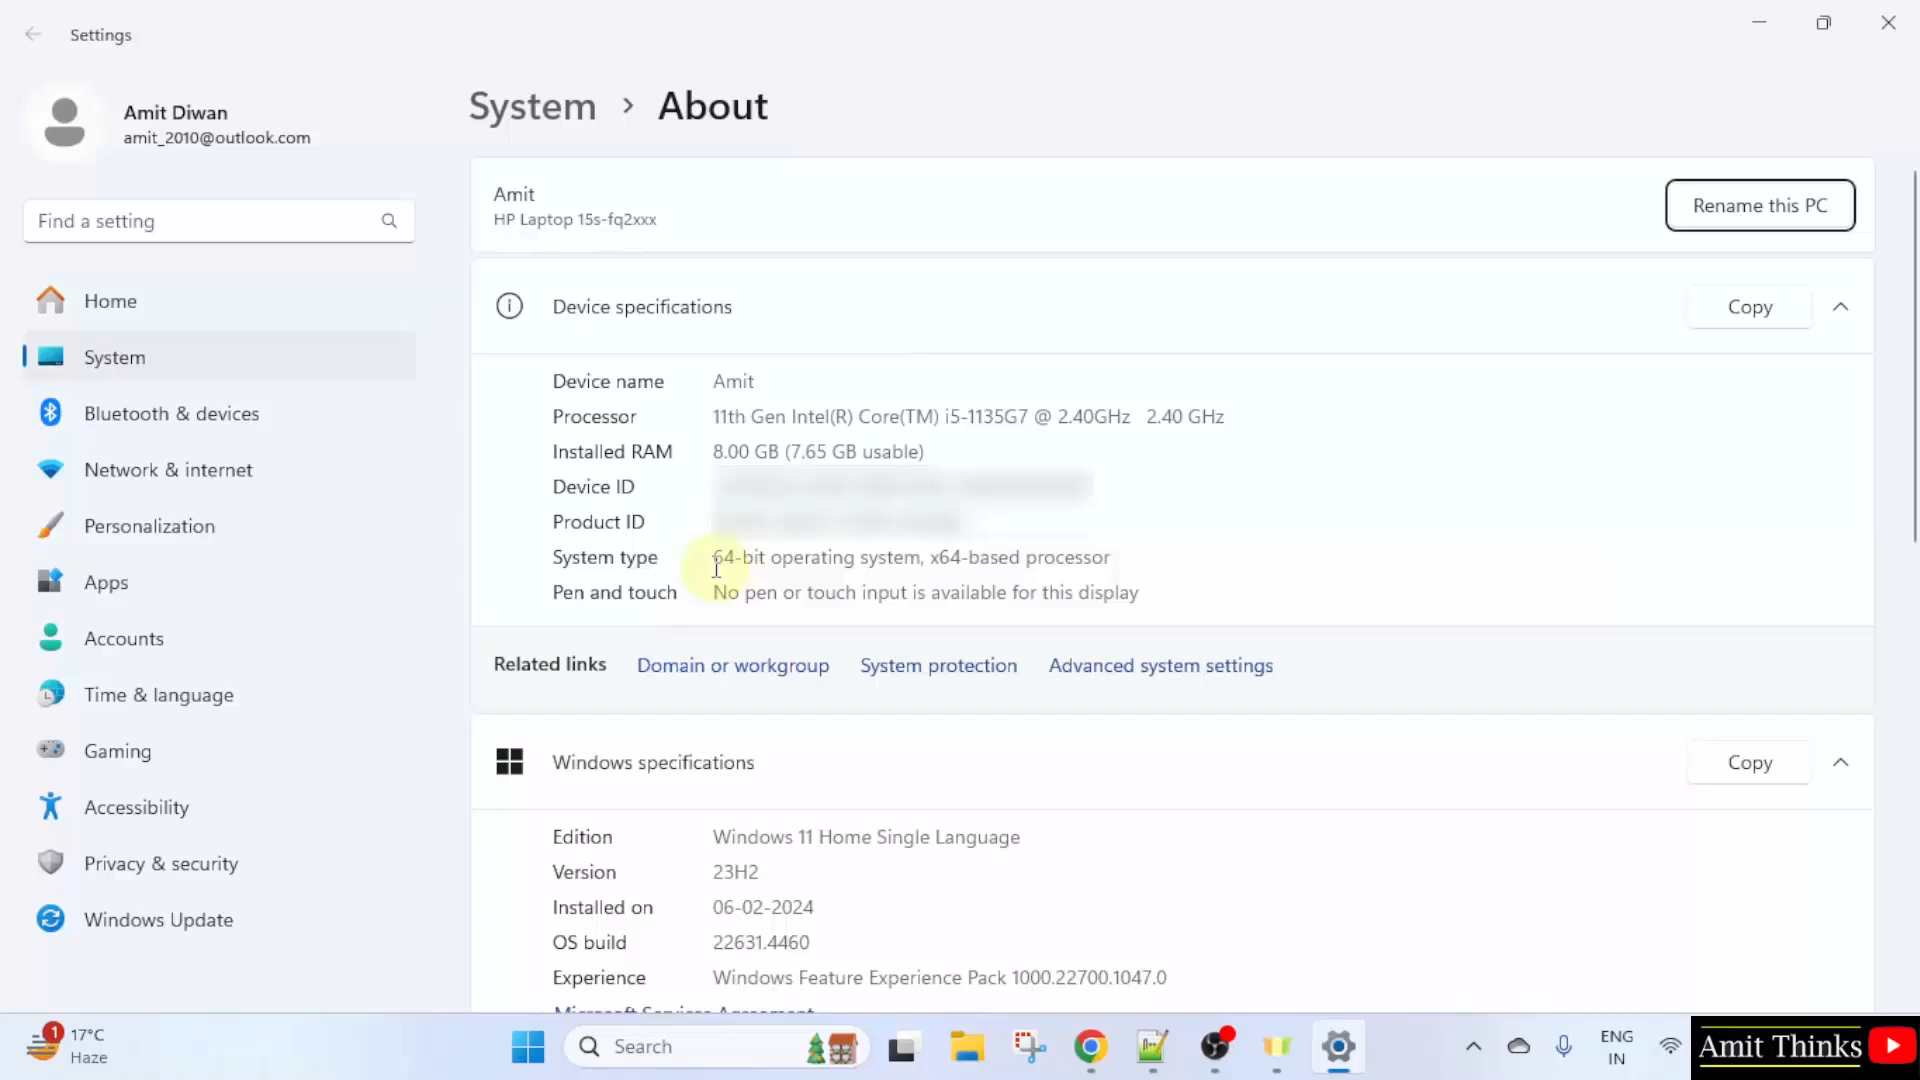 Settings
Amit Diwan
amit_2010@outlook.com
Find a setting
Home
System
Bluetooth & devices
Network & internet
Personalization
Apps
Accounts
Time & language
Gaming
Accessibility
Privacy & security
Windows Update
System > About
Amit
HP Laptop 15s-fq2xxx
Rename this PC
Device specifications
Copy
Device name Amit
Processor 11th Gen Intel(R) Core(TM) i5-1135G7 @ 2.40GHz 2.40 GHz
Installed RAM 8.00 GB (7.65 GB usable)
Device ID
Product ID
System type 64-bit operating system, x64-based processor
Pen and touch No pen or touch input is available for this display
Related links Domain or workgroup System protection Advanced system settings
Windows specifications
Copy
Edition Windows 11 Home Single Language
Version 23H2
Installed on 06-02-2024
OS build 22631.4460
Experience Windows Feature Experience Pack 1000.22700.1047.0
Microsoft Services Agreement
1
17°C
Haze
Search
ENG
IN
Amit Thinks